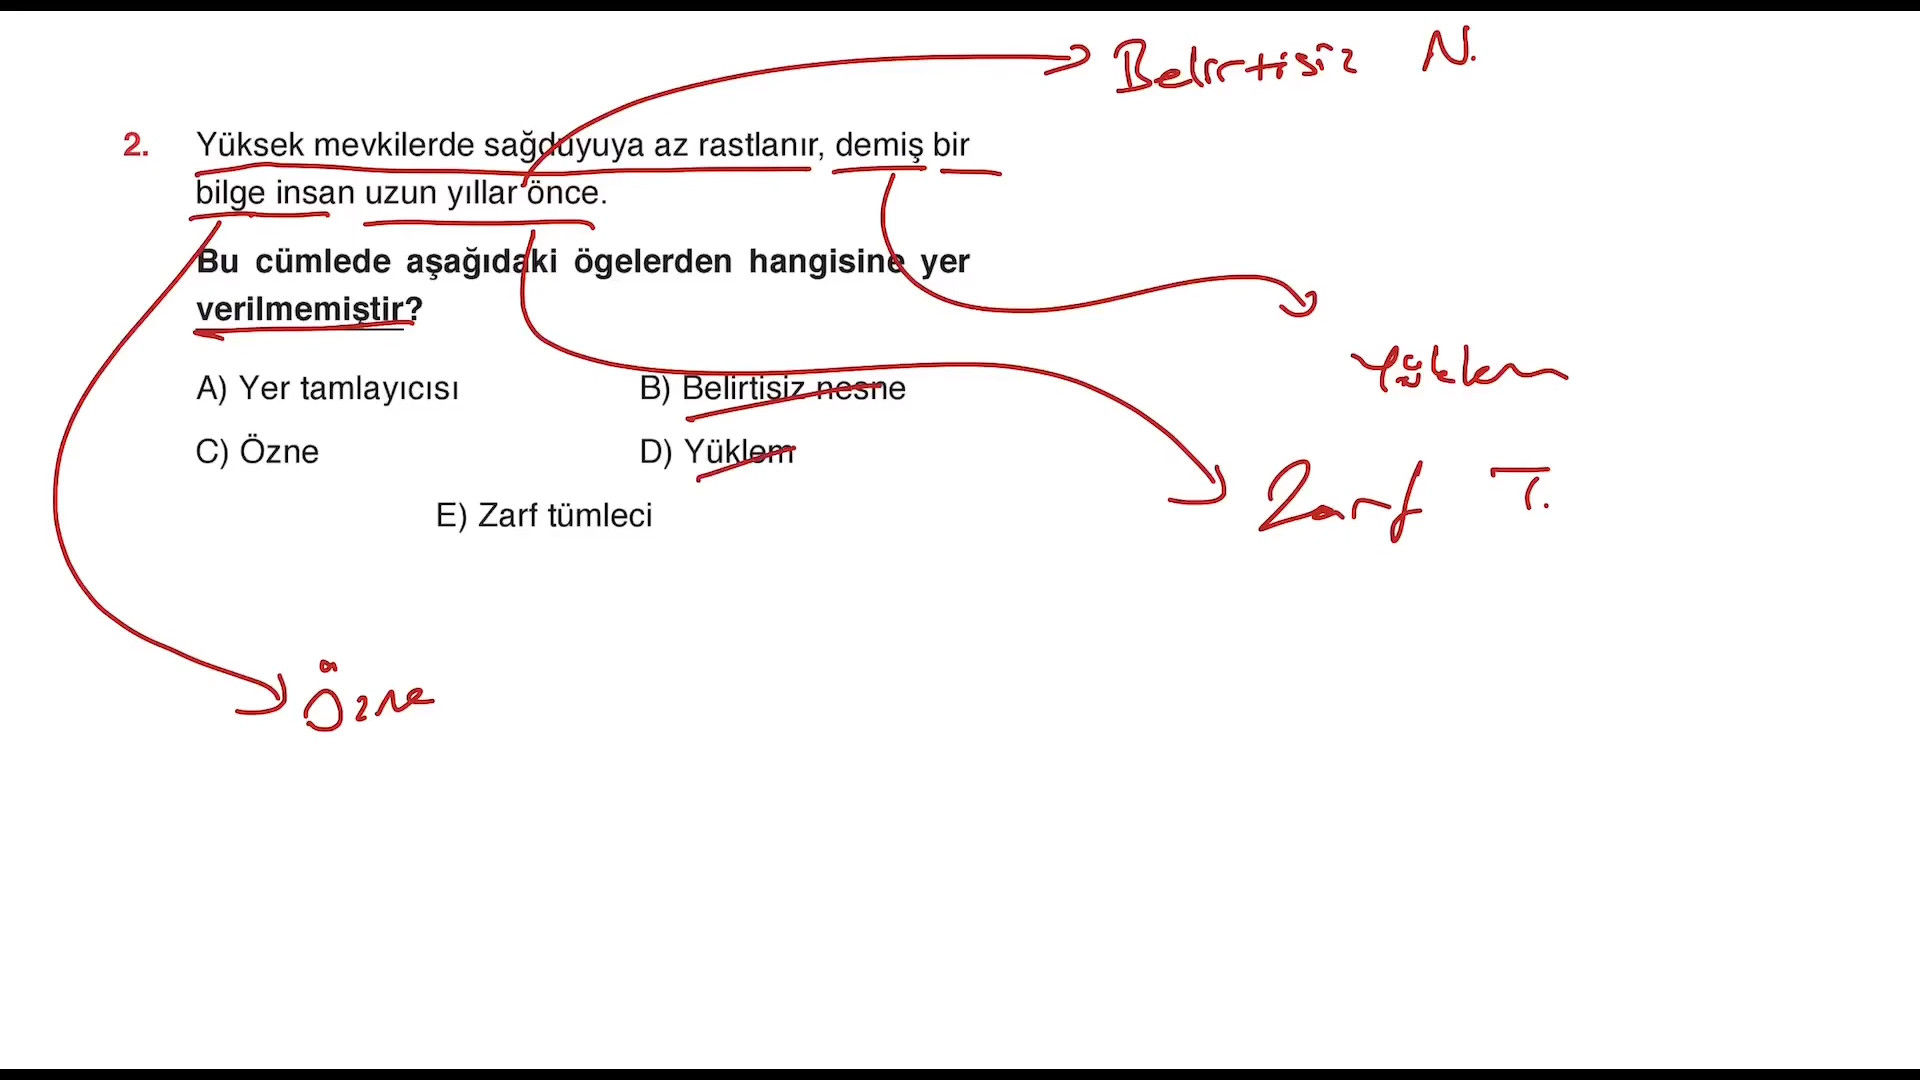 Belirtisiz N.
2. Yüksek mevkilerde sağduyuya az rastlanır, demiş bir
bilge insan uzun yıllar önce.
Bu cümlede aşağıdaki ögelerden hangisine yer
verilmemiştir?
Yüklem
A) Yer tamlayıcısı B) Belirtisiz nesne
C) Özne D) Yüklem
Zarf T.
E) Zarf tümleci
Özne